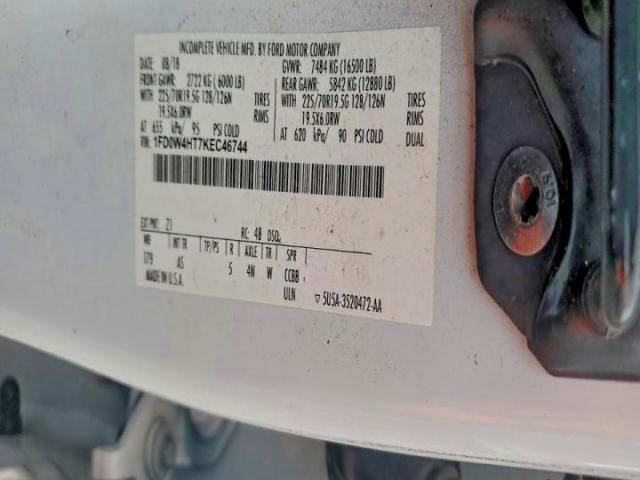 INCOMPLETE VEHICLE MFD. BY FORD MOTOR COMPANY
DATE: 08/18 GVWR: 7484 KG (16500 LB)
FRONT GAWR: 2722 KG (6000 LB) REAR GAWR: 5842 KG (12880 LB)
WITH 225/70R19.5G 128/126N TIRES WITH 225/70R19.5G 128/126N TIRES
19.5X6.0RW RIMS 19.5X6.0RW RIMS
AT 655 kPa/ 95 PSI COLD AT 620 kPa/ 90 PSI COLD DUAL
VIN: 1FD0W4HT7KEC46744
EXT PNT: Z1 RC: 48 DSO:
WB INT TR TP/PS R AXLE TR SPR
179 AS 5 4N W CCBB
MADE IN U.S.A. ULN ▽ 5U5A-3520472-AA
10.9